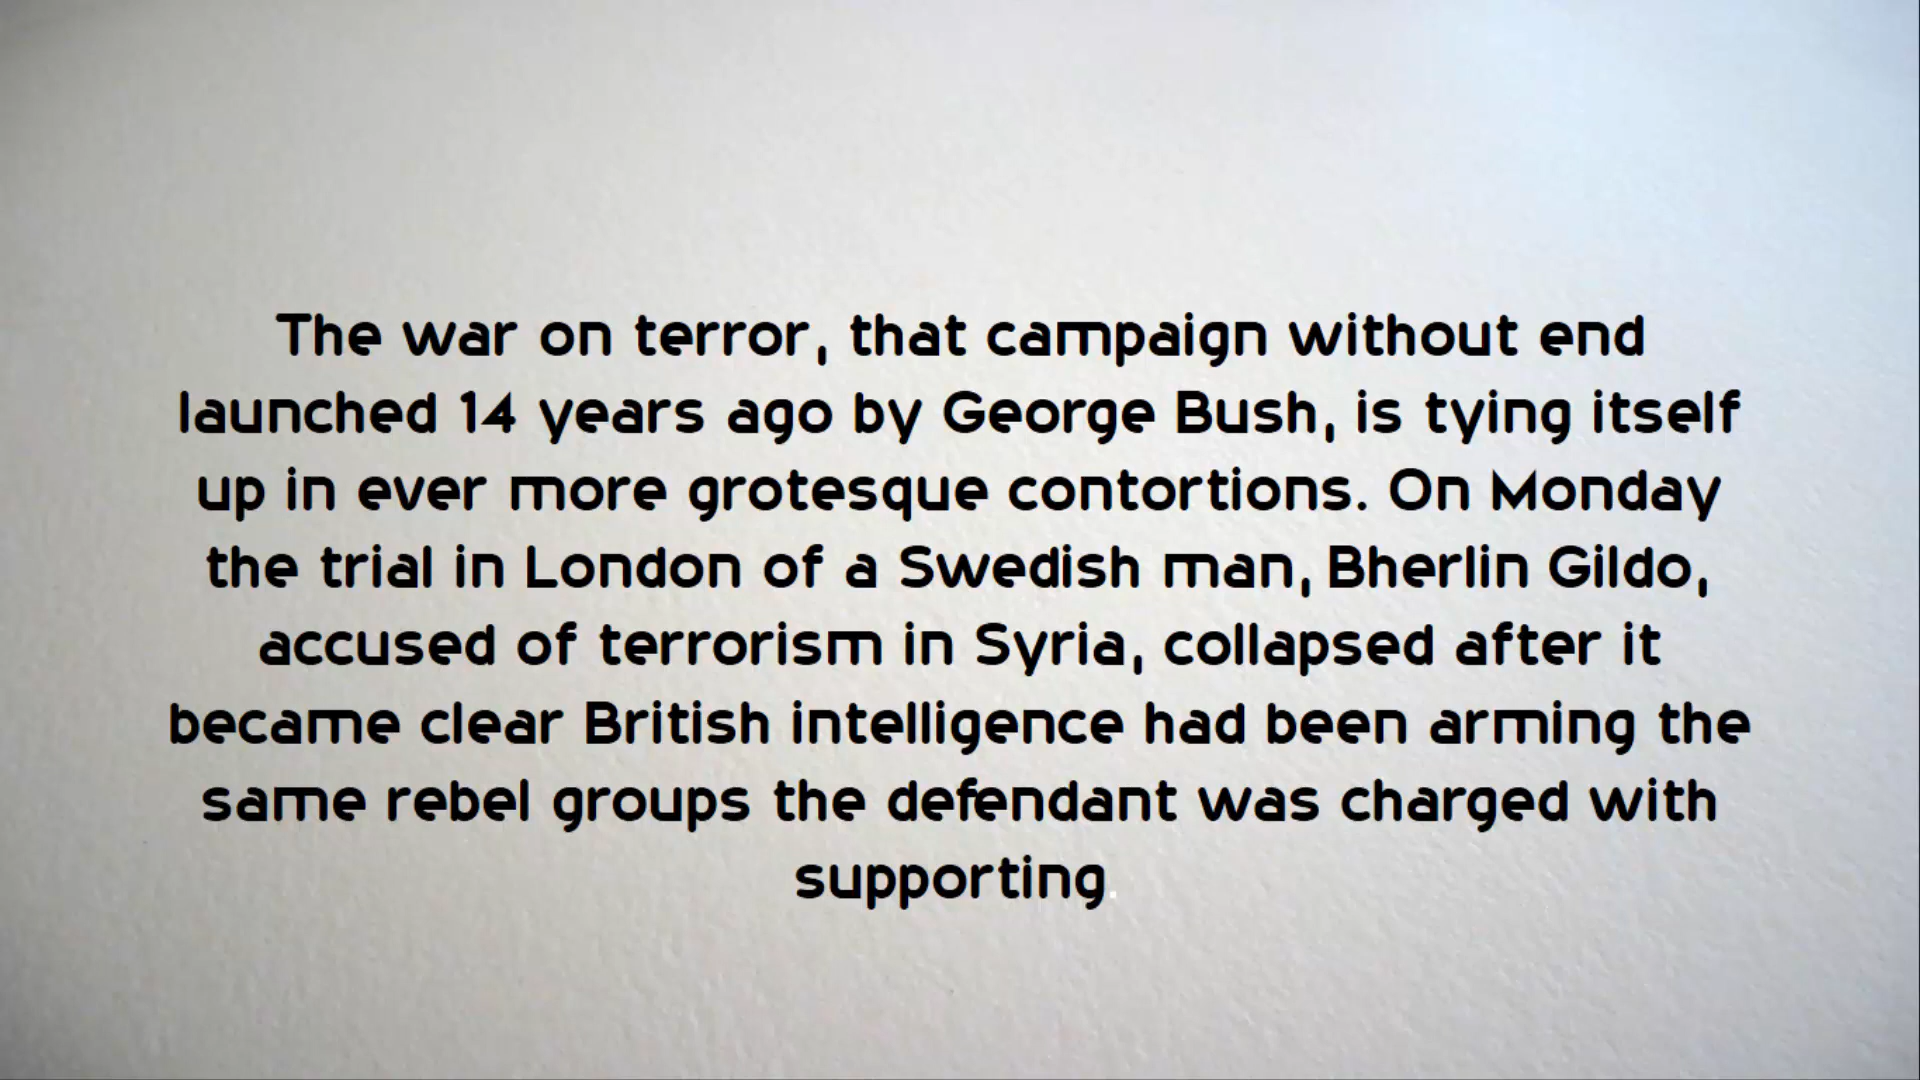 The war on terror, that campaign without end
launched 14 years ago by George Bush, is tying itself
up in ever more grotesque contortions. On Monday
the trial in London of a Swedish man, Bherlin Gildo,
accused of terrorism in Syria, collapsed after it
became clear British intelligence had been arming the
same rebel groups the defendant was charged with
supporting.